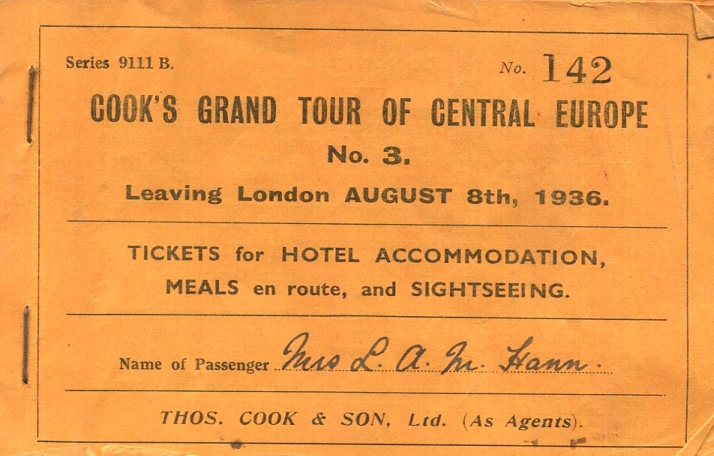 Series 9111 B. No. 142
COOK'S GRAND TOUR OF CENTRAL EUROPE
No. 3.
Leaving London AUGUST 8th, 1936.
TICKETS for HOTEL ACCOMMODATION,
MEALS en route, and SIGHTSEEING.
Name of Passenger Mrs L. A. M. Hann.
THOS. COOK & SON, Ltd. (As Agents).